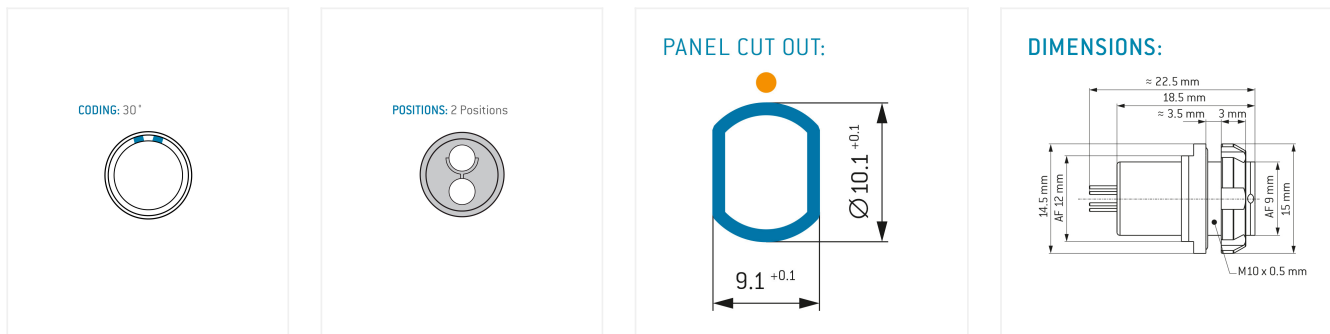 CODING: 30°
POSITIONS: 2 Positions
PANEL CUT OUT:
Ø 10.1 +0.1
9.1 +0.1
DIMENSIONS:
≈ 22.5 mm
18.5 mm
≈ 3.5 mm
3 mm
14.5 mm
AF 12 mm
AF 9 mm
15 mm
M10 x 0.5 mm